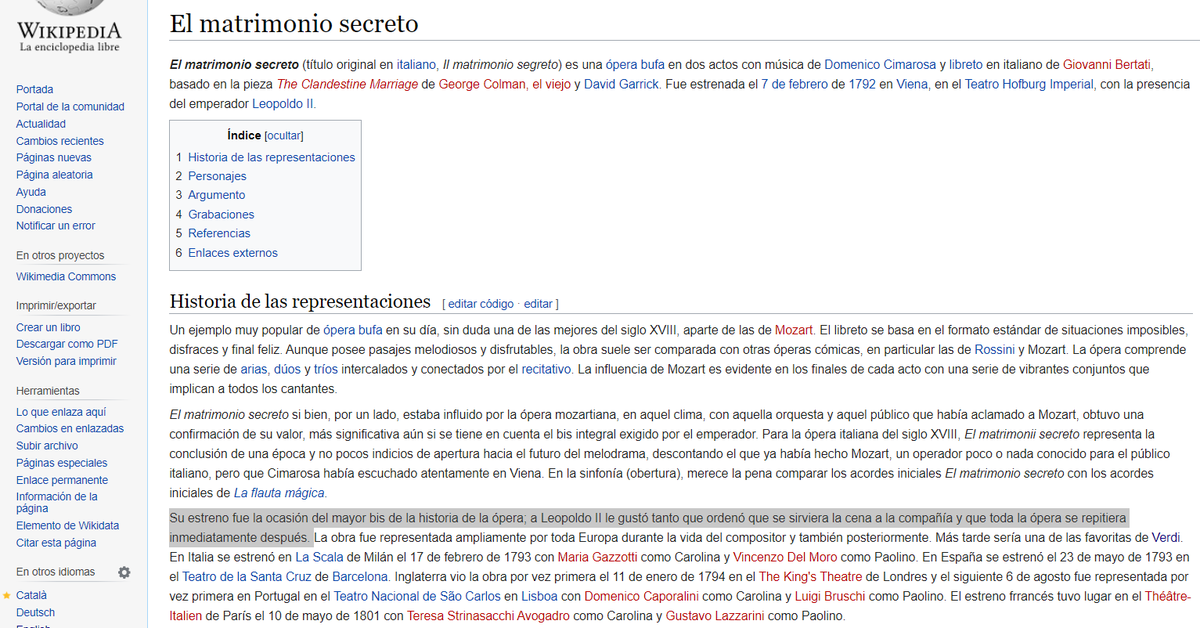 WIKIPEDIA
La enciclopedia libre
Portada
Portal de la comunidad
Actualidad
Cambios recientes
Páginas nuevas
Página aleatoria
Ayuda
Donaciones
Notificar un error
En otros proyectos
Wikimedia Commons
Imprimir/exportar
Crear un libro
Descargar como PDF
Versión para imprimir
Herramientas
Lo que enlaza aquí
Cambios en enlazadas
Subir archivo
Páginas especiales
Enlace permanente
Información de la
página
Elemento de Wikidata
Citar esta página
En otros idiomas
Català
Deutsch
English
El matrimonio secreto
El matrimonio secreto (título original en italiano, Il matrimonio segreto) es una ópera bufa en dos actos con música de Domenico Cimarosa y libreto en italiano de Giovanni Bertati,
basado en la pieza The Clandestine Marriage de George Colman, el viejo y David Garrick. Fue estrenada el 7 de febrero de 1792 en Viena, en el Teatro Hofburg Imperial, con la presencia
del emperador Leopoldo II.
Índice [ocultar]
1 Historia de las representaciones
2 Personajes
3 Argumento
4 Grabaciones
5 Referencias
6 Enlaces externos
Historia de las representaciones [ editar código · editar ]
Un ejemplo muy popular de ópera bufa en su día, sin duda una de las mejores del siglo XVIII, aparte de las de Mozart. El libreto se basa en el formato estándar de situaciones imposibles,
disfraces y final feliz. Aunque posee pasajes melodiosos y disfrutables, la obra suele ser comparada con otras óperas cómicas, en particular las de Rossini y Mozart. La ópera comprende
una serie de arias, dúos y tríos intercalados y conectados por el recitativo. La influencia de Mozart es evidente en los finales de cada acto con una serie de vibrantes conjuntos que
implican a todos los cantantes.
El matrimonio secreto si bien, por un lado, estaba influido por la ópera mozartiana, en aquel clima, con aquella orquesta y aquel público que había aclamado a Mozart, obtuvo una
confirmación de su valor, más significativa aún si se tiene en cuenta el bis integral exigido por el emperador. Para la ópera italiana del siglo XVIII, El matrimonii secreto representa la
conclusión de una época y no pocos indicios de apertura hacia el futuro del melodrama, descontando el que ya había hecho Mozart, un operador poco o nada conocido para el público
italiano, pero que Cimarosa había escuchado atentamente en Viena. En la sinfonía (obertura), merece la pena comparar los acordes iniciales El matrimonio secreto con los acordes
iniciales de La flauta mágica.
Su estreno fue la ocasión del mayor bis de la historia de la ópera; a Leopoldo II le gustó tanto que ordenó que se sirviera la cena a la compañía y que toda la ópera se repitiera
inmediatamente después. La obra fue representada ampliamente por toda Europa durante la vida del compositor y también posteriormente. Más tarde sería una de las favoritas de Verdi.
En Italia se estrenó en La Scala de Milán el 17 de febrero de 1793 con Maria Gazzotti como Carolina y Vincenzo Del Moro como Paolino. En España se estrenó el 23 de mayo de 1793 en
el Teatro de la Santa Cruz de Barcelona. Inglaterra vio la obra por vez primera el 11 de enero de 1794 en el The King's Theatre de Londres y el siguiente 6 de agosto fue representada por
vez primera en Portugal en el Teatro Nacional de São Carlos en Lisboa con Domenico Caporalini como Carolina y Luigi Bruschi como Paolino. El estreno frrancés tuvo lugar en el Théâtre-
Italien de París el 10 de mayo de 1801 con Teresa Strinasacchi Avogadro como Carolina y Gustavo Lazzarini como Paolino.